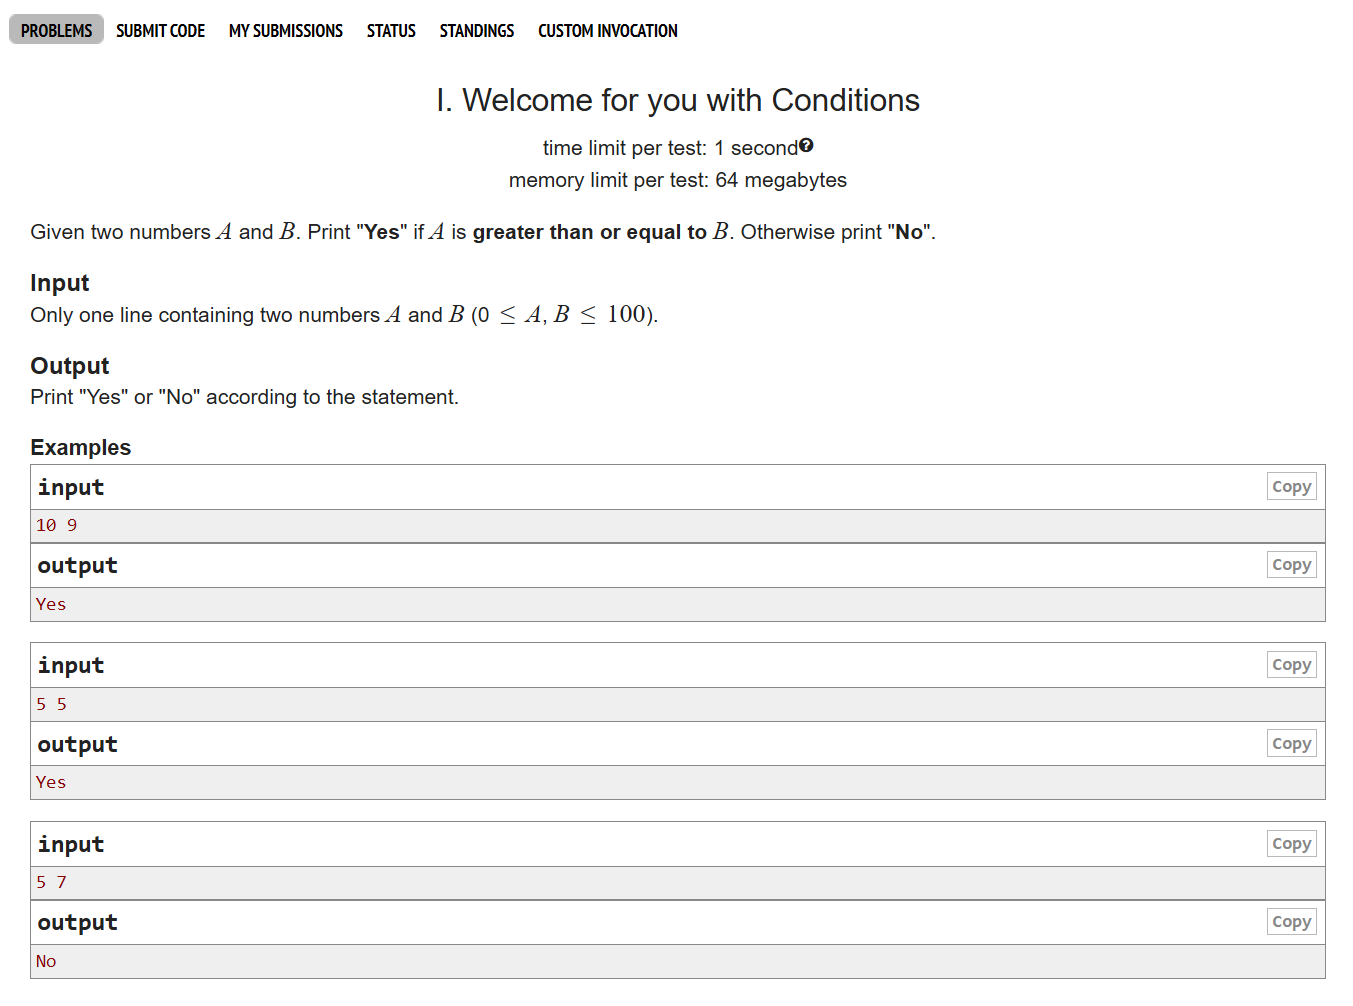 PROBLEMS SUBMIT CODE MY SUBMISSIONS STATUS STANDINGS CUSTOM INVOCATION
I. Welcome for you with Conditions
time limit per test: 1 second?
memory limit per test: 64 megabytes
Given two numbers A and B. Print "Yes" if A is greater than or equal to B. Otherwise print "No".
Input
Only one line containing two numbers A and B (0 ≤ A, B ≤ 100).
Output
Print "Yes" or "No" according to the statement.
Examples
input Copy
10 9
output Copy
Yes
input Copy
5 5
output Copy
Yes
input Copy
5 7
output Copy
No